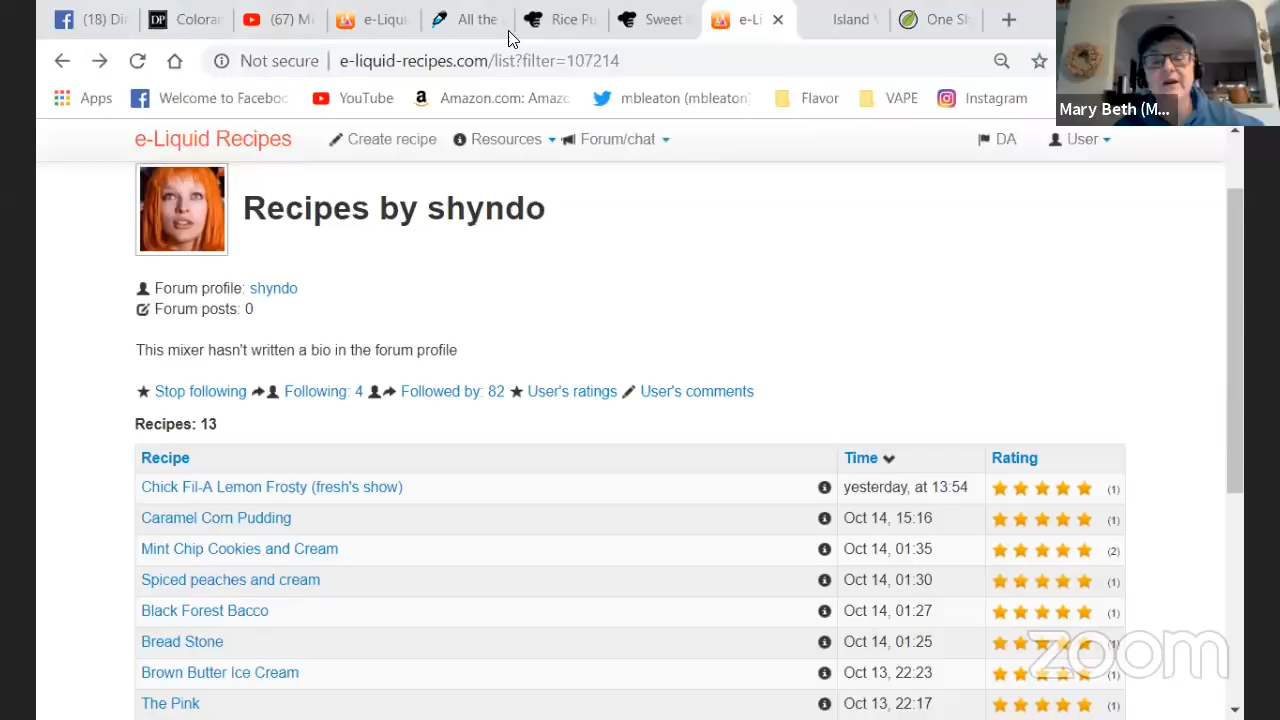 (18) Di
DP Colorar
(67) M
e-Liqui
All the
Rice Pu
Sweet
e-Li
Island
One S
Not secure e-liquid-recipes.com/list?filter=107214
Apps Welcome to Faceboc YouTube Amazon.com: Amazc mbleaton (mbleaton) Flavor VAPE Instagram
Mary Beth (M...
e-Liquid Recipes Create recipe Resources Forum/chat DA User
Recipes by shyndo
Forum profile: shyndo
Forum posts: 0
This mixer hasn't written a bio in the forum profile
Stop following Following: 4 Followed by: 82 User's ratings User's comments
Recipes: 13
Recipe Time Rating
Chick Fil-A Lemon Frosty (fresh's show) yesterday, at 13:54 (1)
Caramel Corn Pudding Oct 14, 15:16 (1)
Mint Chip Cookies and Cream Oct 14, 01:35 (2)
Spiced peaches and cream Oct 14, 01:30 (1)
Black Forest Bacco Oct 14, 01:27 (1)
Bread Stone Oct 14, 01:25 (1)
Brown Butter Ice Cream Oct 13, 22:23 (1)
The Pink Oct 13, 22:17 (1)
zoom